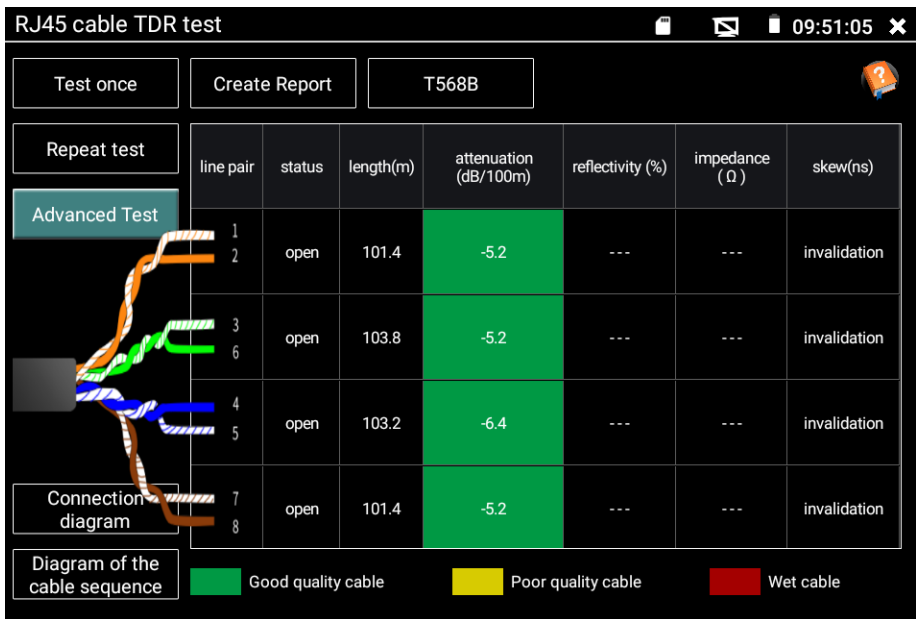 RJ45 cable TDR test
09:51:05
Test once
Create Report
T568B
?
Repeat test
Advanced Test
line pair
status
length(m)
attenuation
(dB/100m)
reflectivity (%)
impedance
( Ω )
skew(ns)
1
2
open
101.4
-5.2
---
---
invalidation
3
6
open
103.8
-5.2
---
---
invalidation
4
5
open
103.2
-6.4
---
---
invalidation
7
8
open
101.4
-5.2
---
---
invalidation
Connection
diagram
Diagram of the
cable sequence
Good quality cable
Poor quality cable
Wet cable